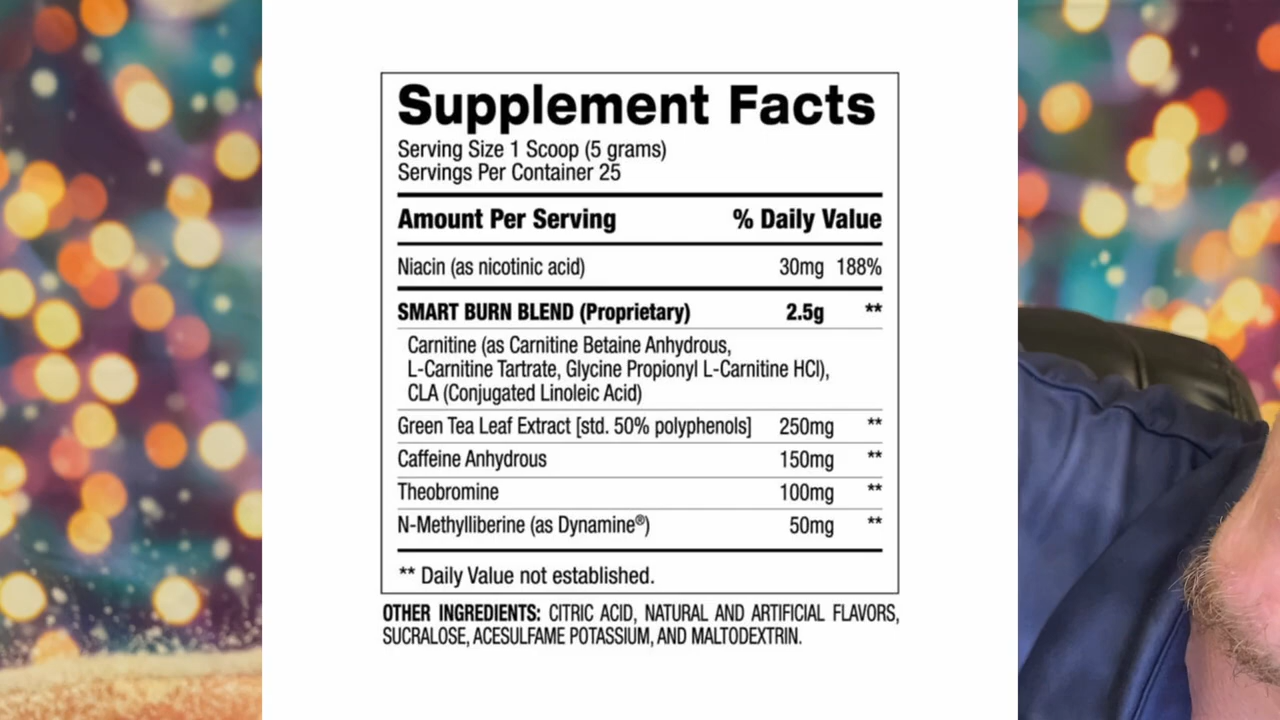 Supplement Facts
Serving Size 1 Scoop (5 grams)
Servings Per Container 25
Amount Per Serving % Daily Value
Niacin (as nicotinic acid) 30mg 188%
SMART BURN BLEND (Proprietary) 2.5g **
Carnitine (as Carnitine Betaine Anhydrous,
L-Carnitine Tartrate, Glycine Propionyl L-Carnitine HCl),
CLA (Conjugated Linoleic Acid)
Green Tea Leaf Extract [std. 50% polyphenols] 250mg **
Caffeine Anhydrous 150mg **
Theobromine 100mg **
N-Methylliberine (as Dynamine®) 50mg **
** Daily Value not established.
OTHER INGREDIENTS: CITRIC ACID, NATURAL AND ARTIFICIAL FLAVORS,
SUCRALOSE, ACESULFAME POTASSIUM, AND MALTODEXTRIN.